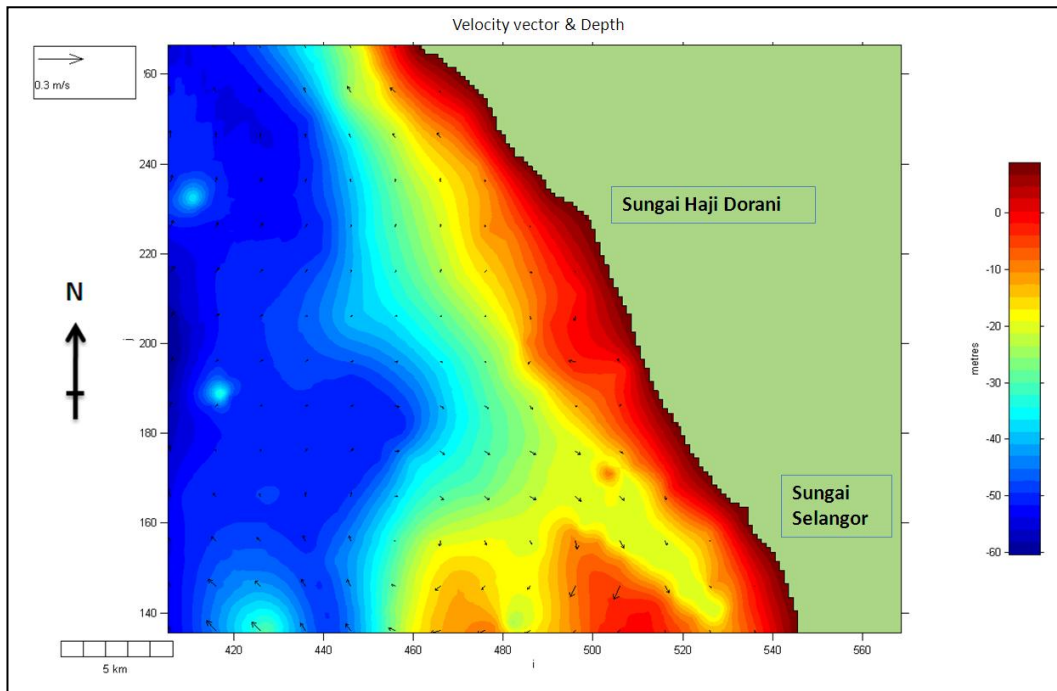 Velocity vector & Depth
0.3 m/s
260
240
220
200
180
160
140
j
N
Sungai Haji Dorani
Sungai
Selangor
0
-10
-20
-30
-40
-50
-60
metres
420 440 460 480 500 520 540 560
i
5 km